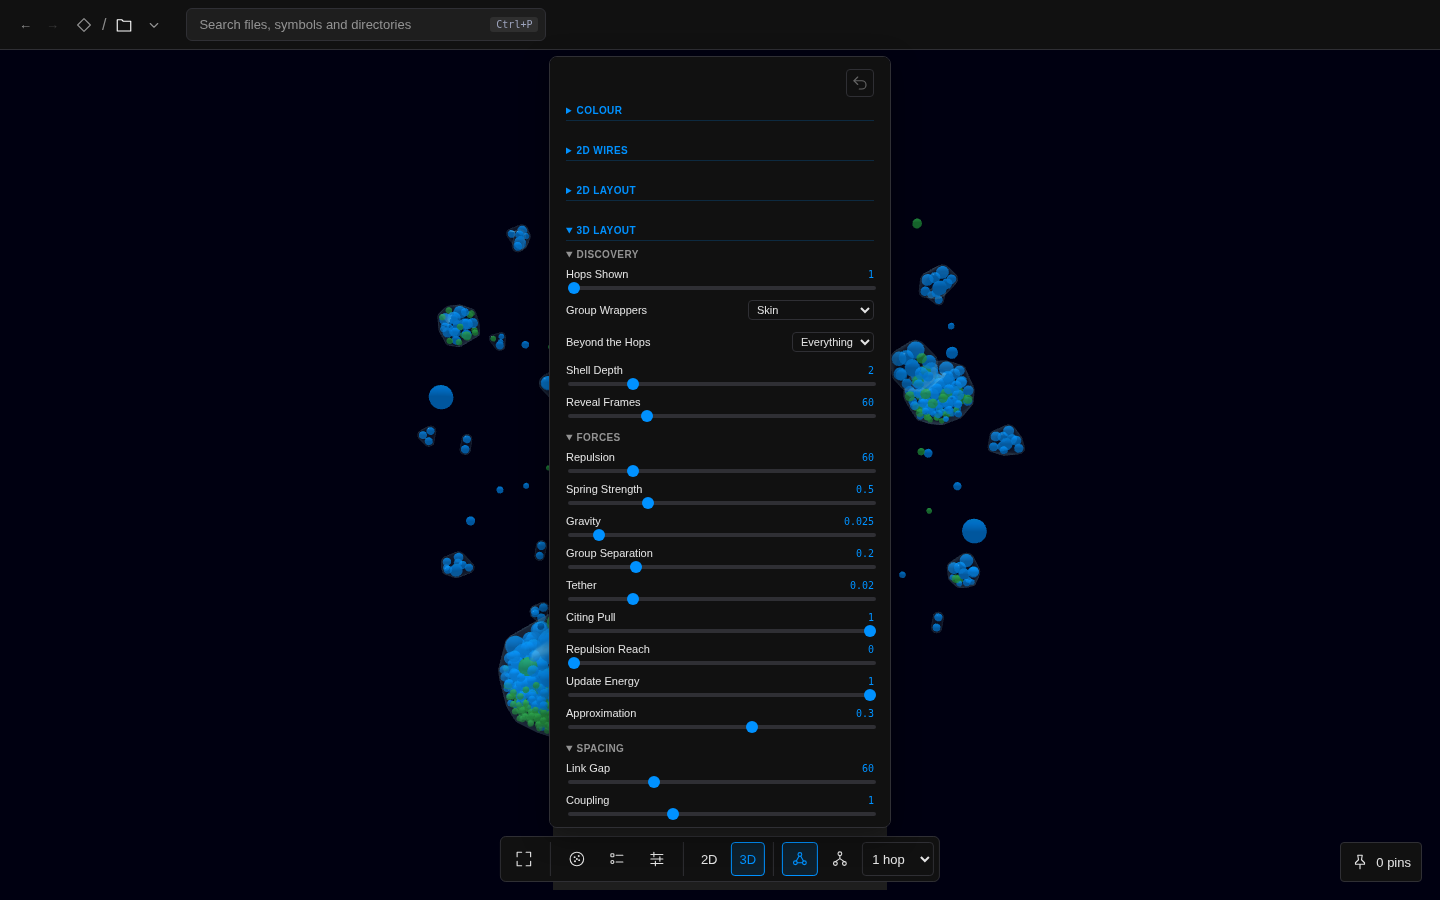 ← → / Search files, symbols and directories Ctrl+P
COLOUR
2D WIRES
2D LAYOUT
3D LAYOUT
DISCOVERY
Hops Shown 1
Group Wrappers Skin
Beyond the Hops Everything
Shell Depth 2
Reveal Frames 60
FORCES
Repulsion 60
Spring Strength 0.5
Gravity 0.025
Group Separation 0.2
Tether 0.02
Citing Pull 1
Repulsion Reach 0
Update Energy 1
Approximation 0.3
SPACING
Link Gap 60
Coupling 1
2D 3D 1 hop 0 pins